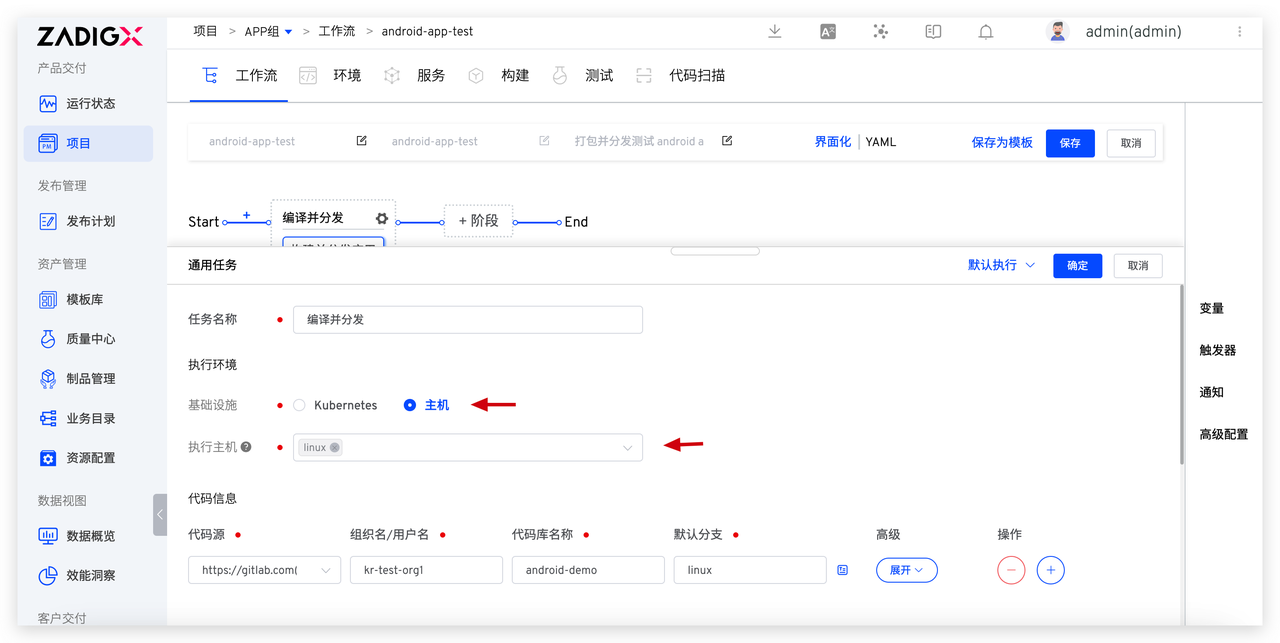 ZADIGX
产品交付
运行状态
项目
发布管理
发布计划
资产管理
模板库
质量中心
制品管理
业务目录
资源配置
数据视图
数据概览
效能洞察
客户交付
项目 > APP组 > 工作流 > android-app-test
admin(admin)
工作流 环境 服务 构建 测试 代码扫描
android-app-test android-app-test 打包并分发测试 android a 界面化 | YAML 保存为模板 保存 取消
Start + 编译并分发 + 阶段 End
构建并分发应用
通用任务 默认执行 确定 取消
任务名称 编译并分发
执行环境
基础设施 Kubernetes 主机
执行主机 linux
代码信息
代码源 组织名/用户名 代码库名称 默认分支 高级 操作
https://gitlab.com( kr-test-org1 android-demo linux 展开
变量
触发器
通知
高级配置